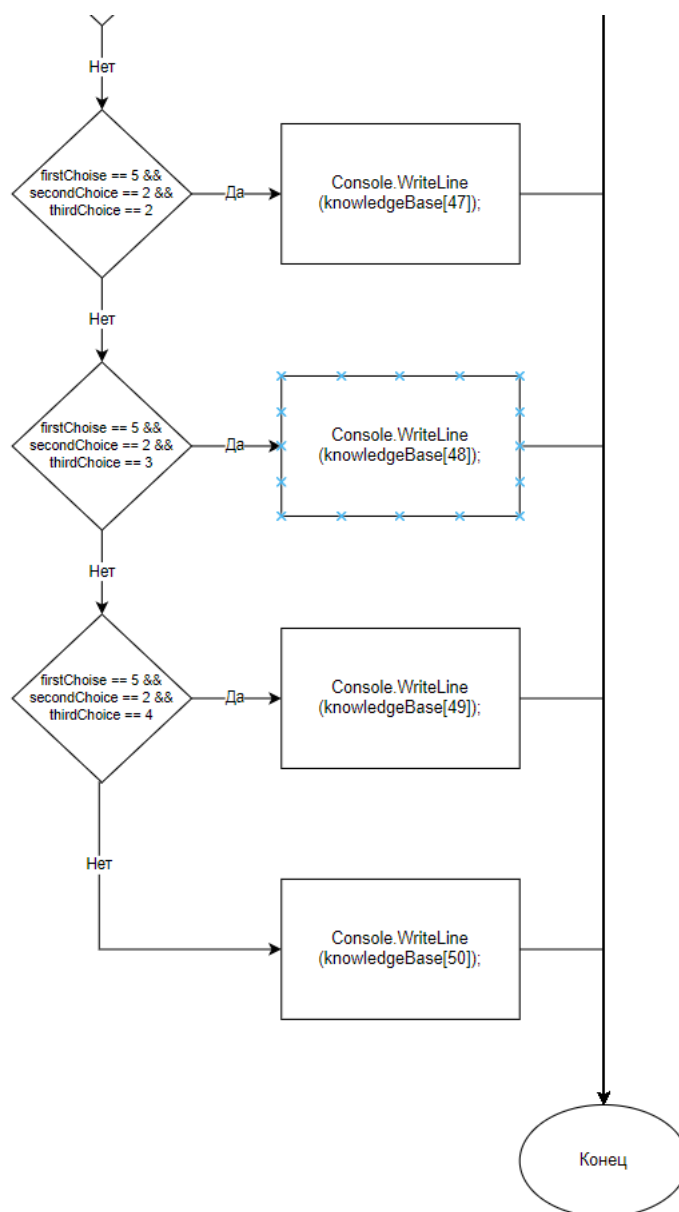 Нет
firstChoise == 5 &&
secondChoice == 2 &&
thirdChoice == 2
Да
Console.WriteLine
(knowledgeBase[47]);
Нет
firstChoise == 5 &&
secondChoice == 2 &&
thirdChoice == 3
Да
Console.WriteLine
(knowledgeBase[48]);
Нет
firstChoise == 5 &&
secondChoice == 2 &&
thirdChoice == 4
Да
Console.WriteLine
(knowledgeBase[49]);
Нет
Console.WriteLine
(knowledgeBase[50]);
Конец